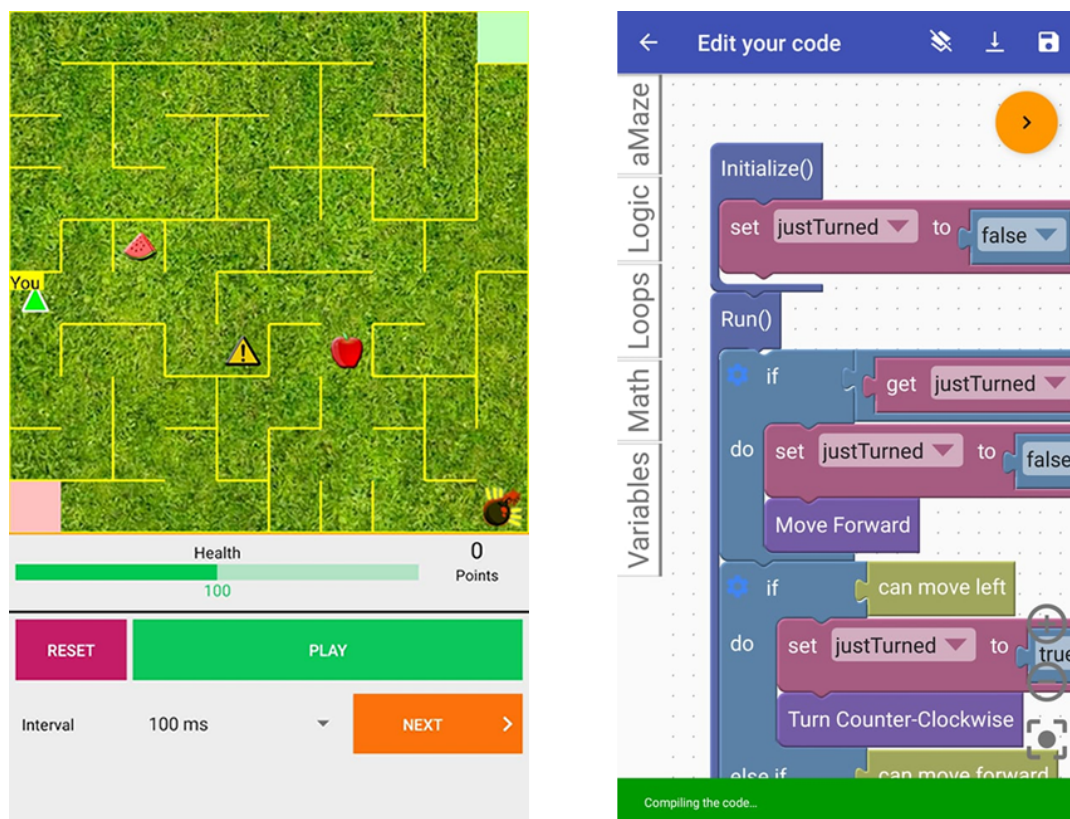 You
Health
0
100
Points
RESET
PLAY
Interval
100 ms
NEXT
Edit your code
aMaze
Logic
Loops
Math
Variables
Initialize()
set justTurned to false
Run()
if get justTurned
do set justTurned to false
Move Forward
if can move left
do set justTurned to true
Turn Counter-Clockwise
else if can move forward
Compiling the code...